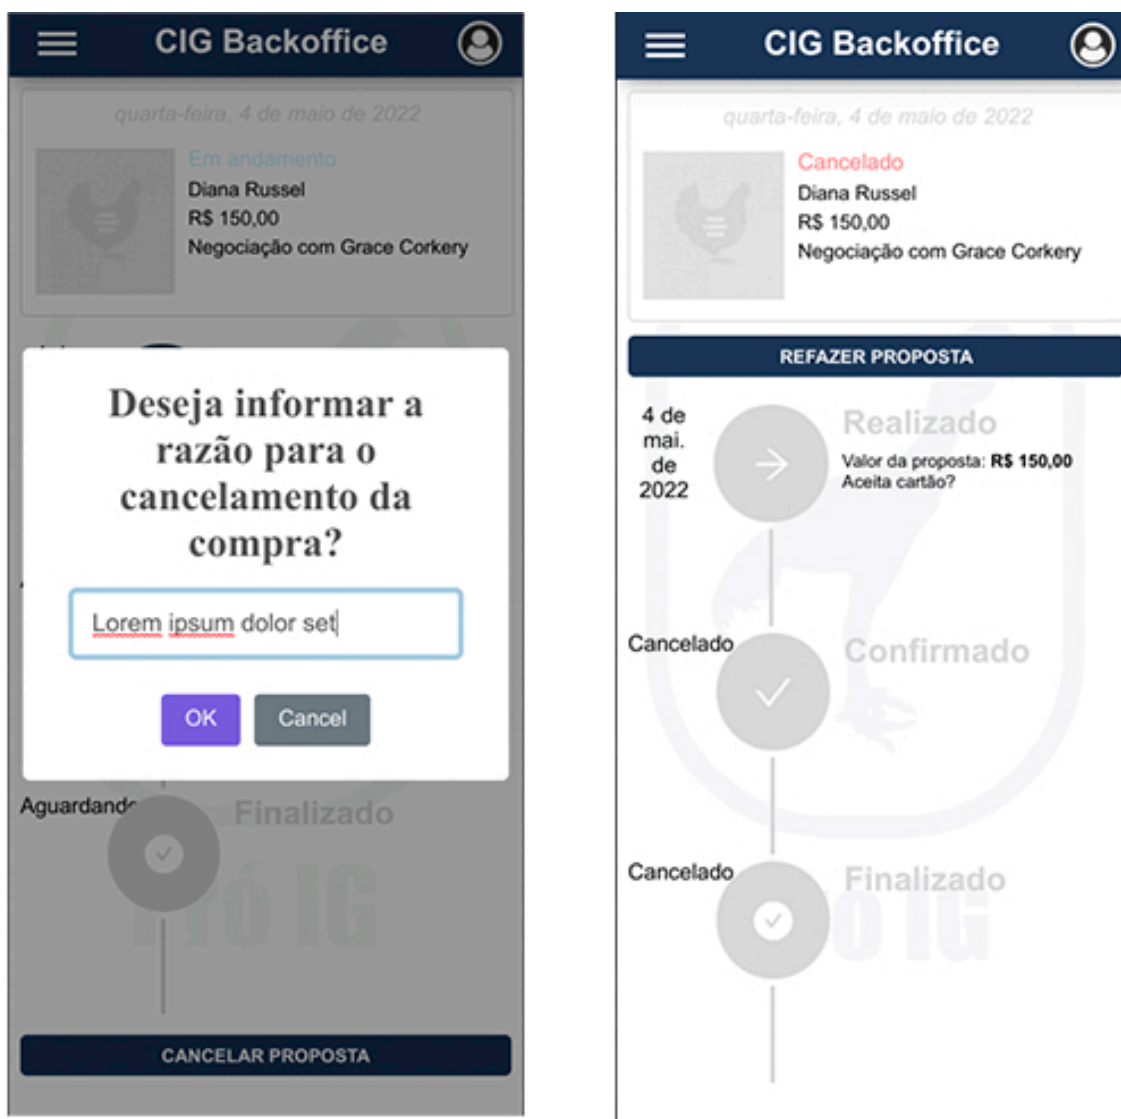 CIG Backoffice
quarta-feira, 4 de maio de 2022
Em andamento
Diana Russel
R$ 150,00
Negociação com Grace Corkery
Deseja informar a
razão para o
cancelamento da
compra?
Lorem ipsum dolor set
OK
Cancel
Finalizado
Pró IG
CANCELAR PROPOSTA
CIG Backoffice
quarta-feira, 4 de maio de 2022
Cancelado
Diana Russel
R$ 150,00
Negociação com Grace Corkery
REFAZER PROPOSTA
4 de
mai.
de
2022
Realizado
Valor da proposta: R$ 150,00
Aceita cartão?
Cancelado
Confirmado
Cancelado
Finalizado
IG